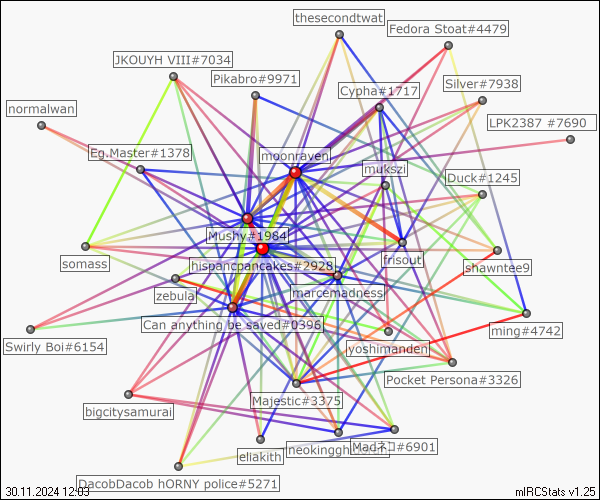 thesecondtwat
Fedora Stoat#4479
JKOUYH VIII#7034
Pikabro#9971
Cypha#1717
Silver#7938
normalwan
LPK2387 #7690
Eg.Master#1378
moonraven
mukszi
Duck#1245
Mushy#1984
somass
hispancpancakes#2928
frisout
shawntee9
zebula
marcemadness
Can anything be saved#0396
ming#4742
Swirly Boi#6154
yoshimanden
Pocket Persona#3326
Majestic#3375
bigcitysamurai
eliakith
Madネコ#6901
DacobDacob hORNY police#5271
30.11.2024 12:03
mIRCStats v1.25